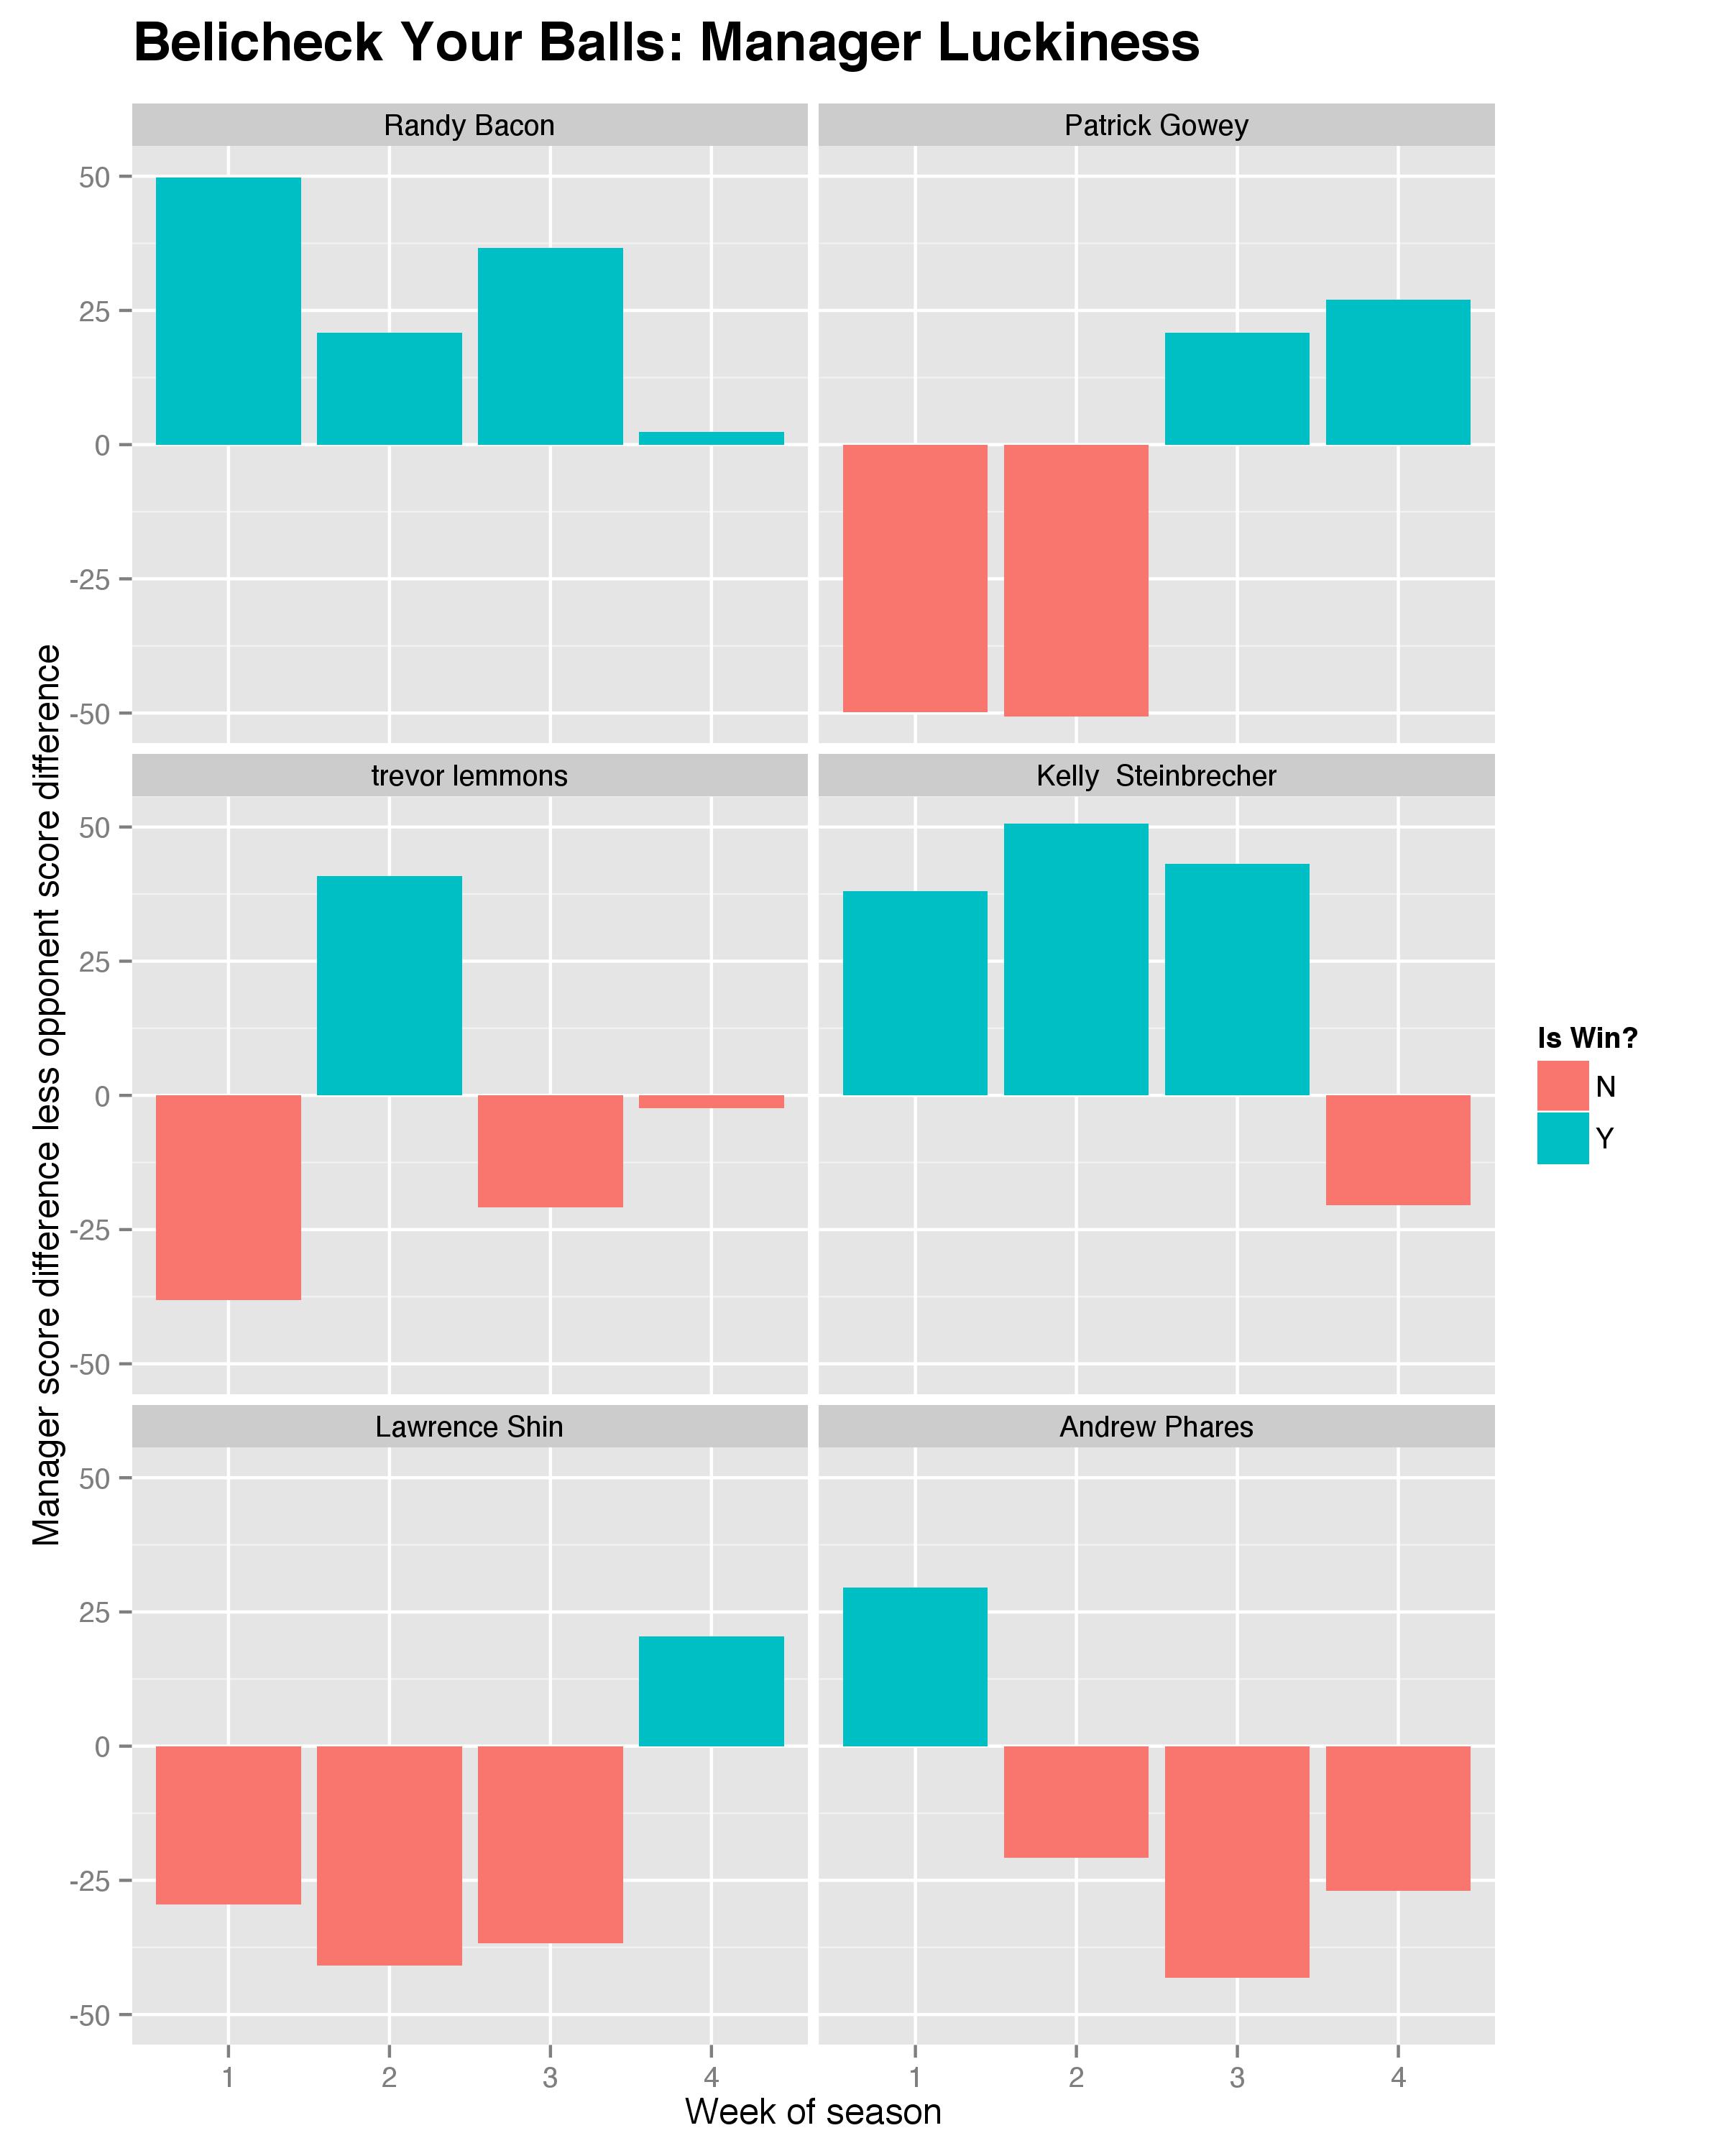 Belicheck Your Balls: Manager Luckiness
Randy Bacon
Patrick Gowey
50
25
0
-25
-50
trevor lemmons
Kelly  Steinbrecher
50
25
0
-25
-50
Lawrence Shin
Andrew Phares
50
25
0
-25
-50
1 2 3 4 1 2 3 4
Week of season
Manager score difference less opponent score difference
Is Win?
N
Y